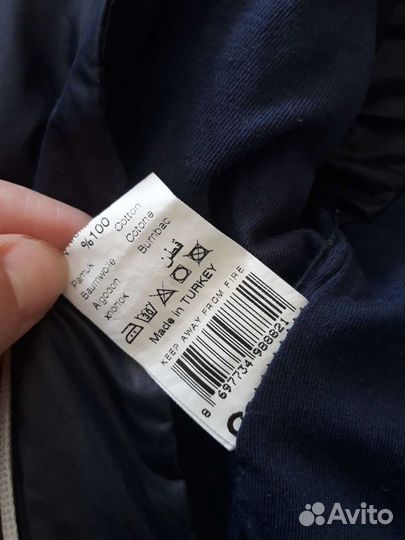 %100
Pamuk Cotton
Baumwolle Cotone
Algodon Bumbac
хлопок قطن
30
Made in TURKEY
KEEP AWAY FROM FIRE
8 697734 988821
Avito